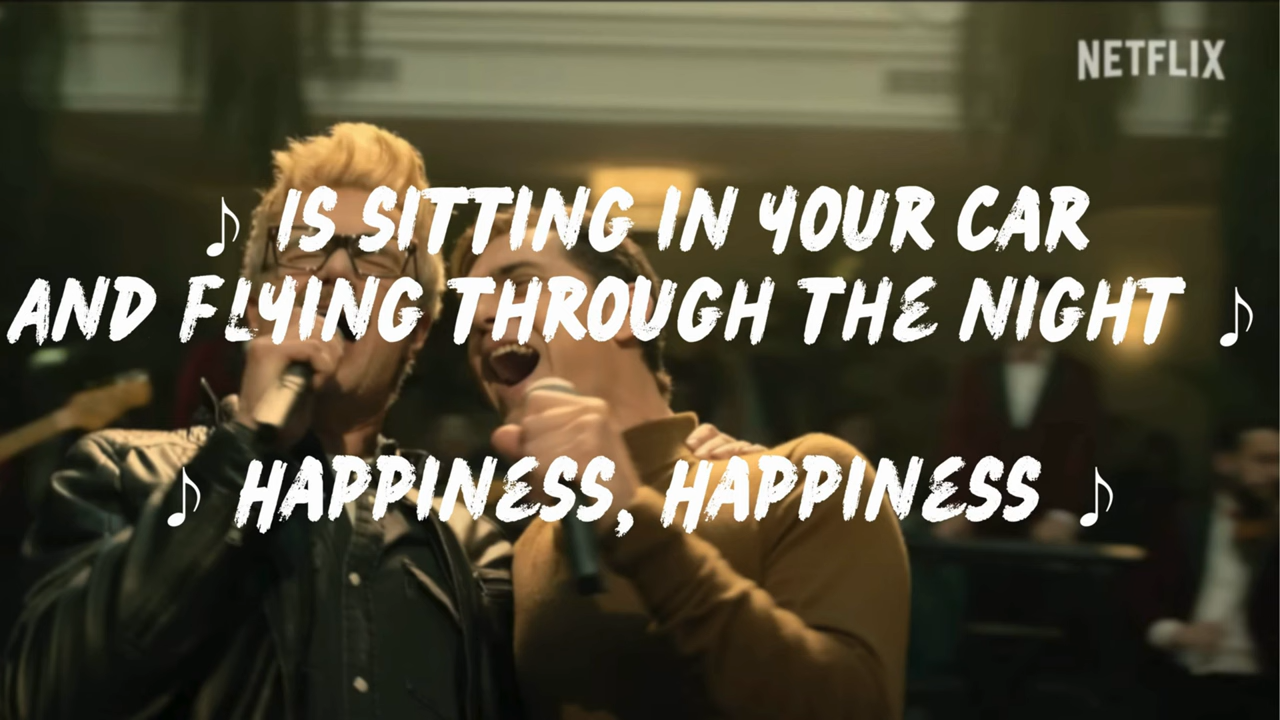 NETFLIX
♪ IS SITTING IN YOUR CAR
AND FLYING THROUGH THE NIGHT ♪
♪ HAPPINESS, HAPPINESS ♪